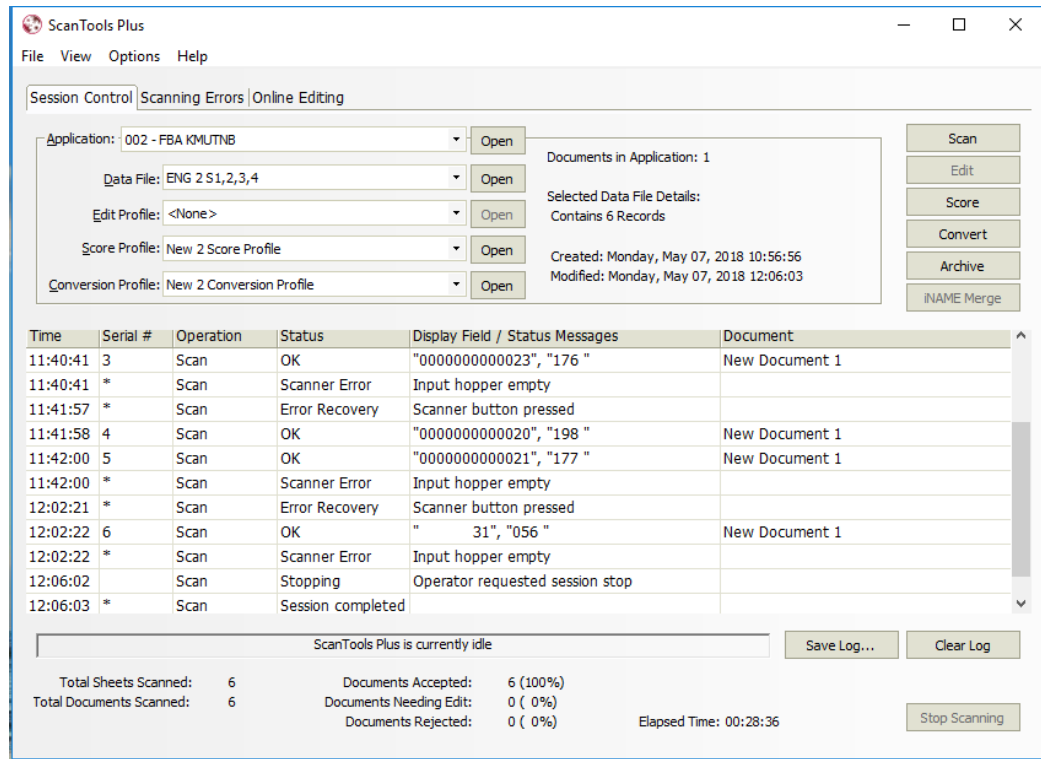 ScanTools Plus
File View Options Help
Session Control Scanning Errors Online Editing
Application: 002 - FBA KMUTNB Open
Data File: ENG 2 S1,2,3,4 Open
Edit Profile: <None> Open
Score Profile: New 2 Score Profile Open
Conversion Profile: New 2 Conversion Profile Open
Documents in Application: 1
Selected Data File Details:
Contains 6 Records
Created: Monday, May 07, 2018 10:56:56
Modified: Monday, May 07, 2018 12:06:03
Scan
Edit
Score
Convert
Archive
iNAME Merge
Time Serial # Operation Status Display Field / Status Messages Document
11:40:41 3 Scan OK "0000000000023", "176 " New Document 1
11:40:41 * Scan Scanner Error Input hopper empty
11:41:57 * Scan Error Recovery Scanner button pressed
11:41:58 4 Scan OK "0000000000020", "198 " New Document 1
11:42:00 5 Scan OK "0000000000021", "177 " New Document 1
11:42:00 * Scan Scanner Error Input hopper empty
12:02:21 * Scan Error Recovery Scanner button pressed
12:02:22 6 Scan OK " 31", "056 " New Document 1
12:02:22 * Scan Scanner Error Input hopper empty
12:06:02 Scan Stopping Operator requested session stop
12:06:03 * Scan Session completed
ScanTools Plus is currently idle Save Log... Clear Log
Total Sheets Scanned: 6 Documents Accepted: 6 (100%)
Total Documents Scanned: 6 Documents Needing Edit: 0 ( 0%)
Documents Rejected: 0 ( 0%) Elapsed Time: 00:28:36 Stop Scanning